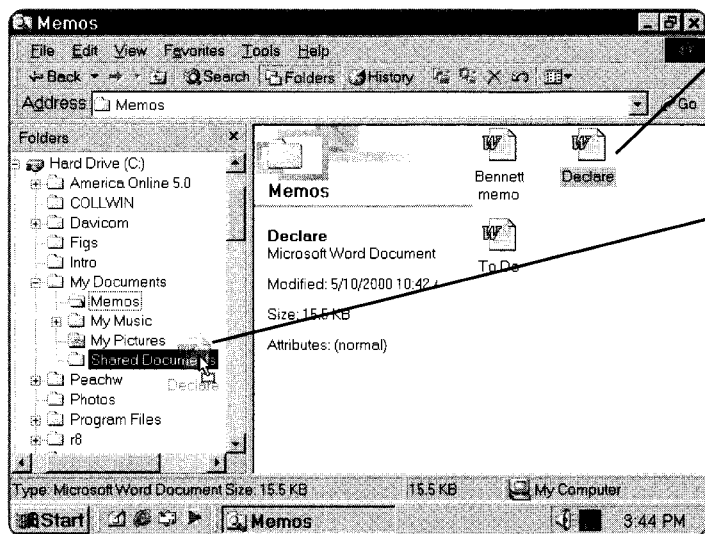 Memos
File Edit View Favorites Tools Help
Back Search Folders History
Address Memos Go
Folders
Hard Drive (C:)
America Online 5.0
COLLWIN
Davicom
Figs
Intro
My Documents
Memos
My Music
My Pictures
Shared Documents
Peachw
Declare
Photos
Program Files
r8
Memos
Declare
Microsoft Word Document
Modified: 5/10/2000 10:42
Size: 15.5 KB
Attributes: (normal)
Bennett
memo
Declare
To Do
Type: Microsoft Word Document Size: 15.5 KB 15.5 KB My Computer
Start Memos 3:44 PM